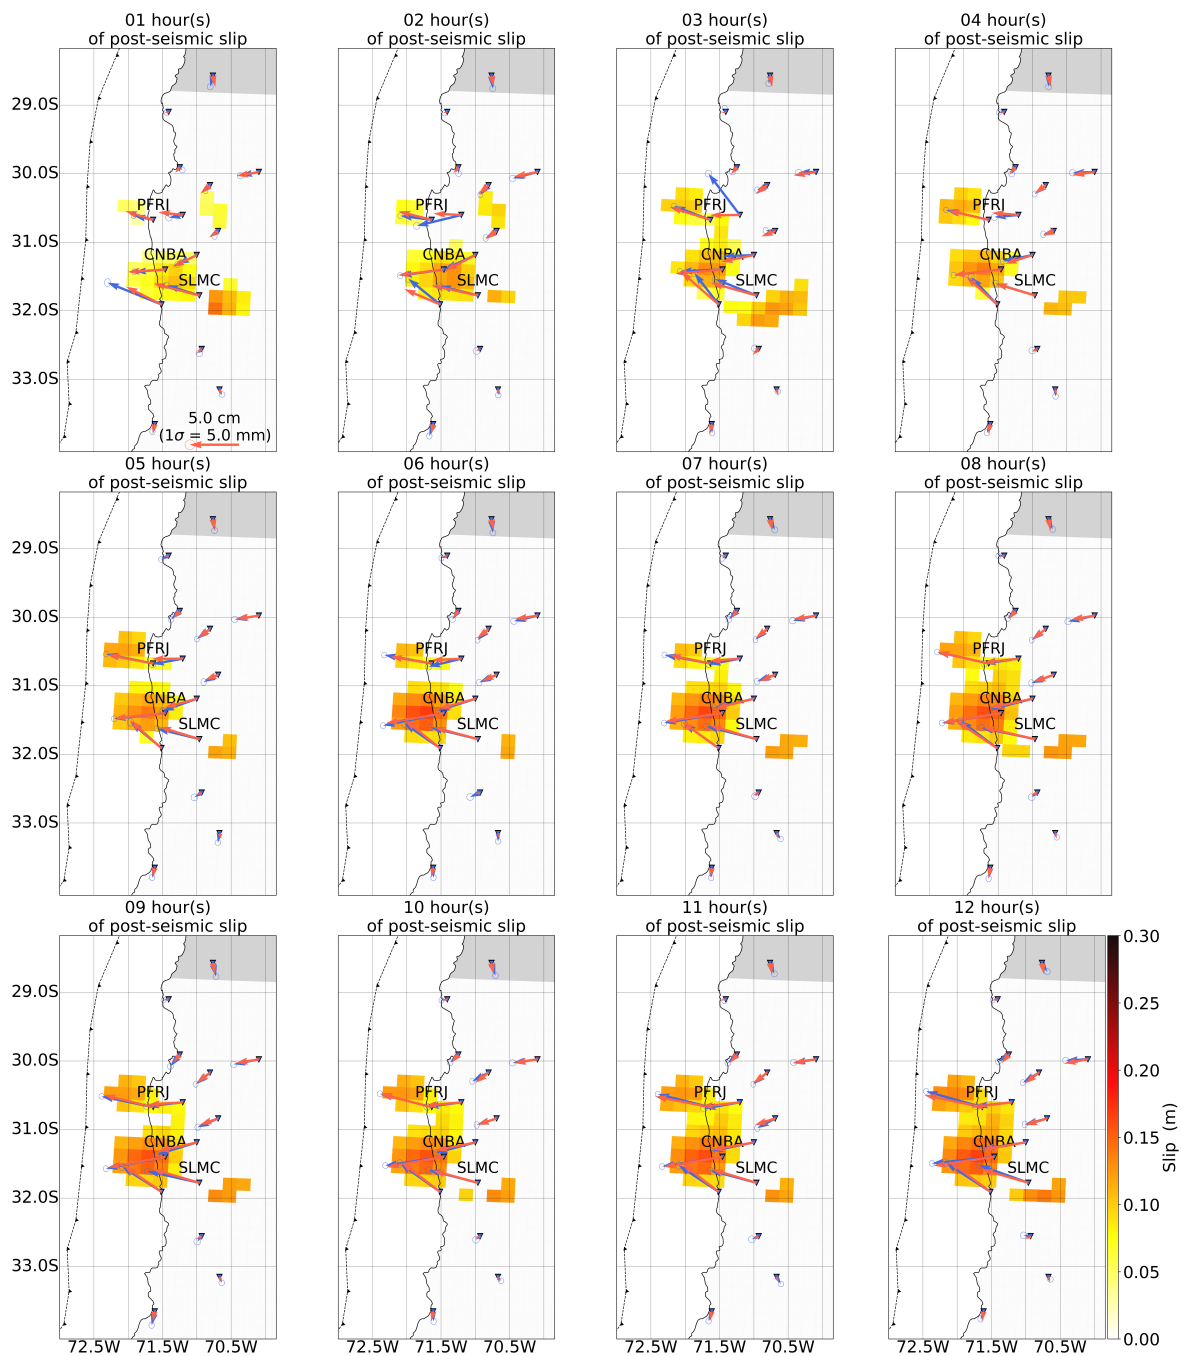 01 hour(s)
of post-seismic slip
02 hour(s)
of post-seismic slip
03 hour(s)
of post-seismic slip
04 hour(s)
of post-seismic slip
29.0S
30.0S
31.0S
32.0S
33.0S
PFRJ
CNBA
SLMC
5.0 cm
(1σ = 5.0 mm)
PFRJ
CNBA
SLMC
PFRJ
CNBA
SLMC
PFRJ
CNBA
SLMC
05 hour(s)
of post-seismic slip
06 hour(s)
of post-seismic slip
07 hour(s)
of post-seismic slip
08 hour(s)
of post-seismic slip
29.0S
30.0S
31.0S
32.0S
33.0S
PFRJ
CNBA
SLMC
PFRJ
CNBA
SLMC
PFRJ
CNBA
SLMC
PFRJ
CNBA
SLMC
09 hour(s)
of post-seismic slip
10 hour(s)
of post-seismic slip
11 hour(s)
of post-seismic slip
12 hour(s)
of post-seismic slip
29.0S
30.0S
31.0S
32.0S
33.0S
PFRJ
CNBA
SLMC
PFRJ
CNBA
SLMC
PFRJ
CNBA
SLMC
PFRJ
CNBA
SLMC
72.5W 71.5W 70.5W
72.5W 71.5W 70.5W
72.5W 71.5W 70.5W
72.5W 71.5W 70.5W
0.30
0.25
0.20
0.15
0.10
0.05
0.00
Slip (m)